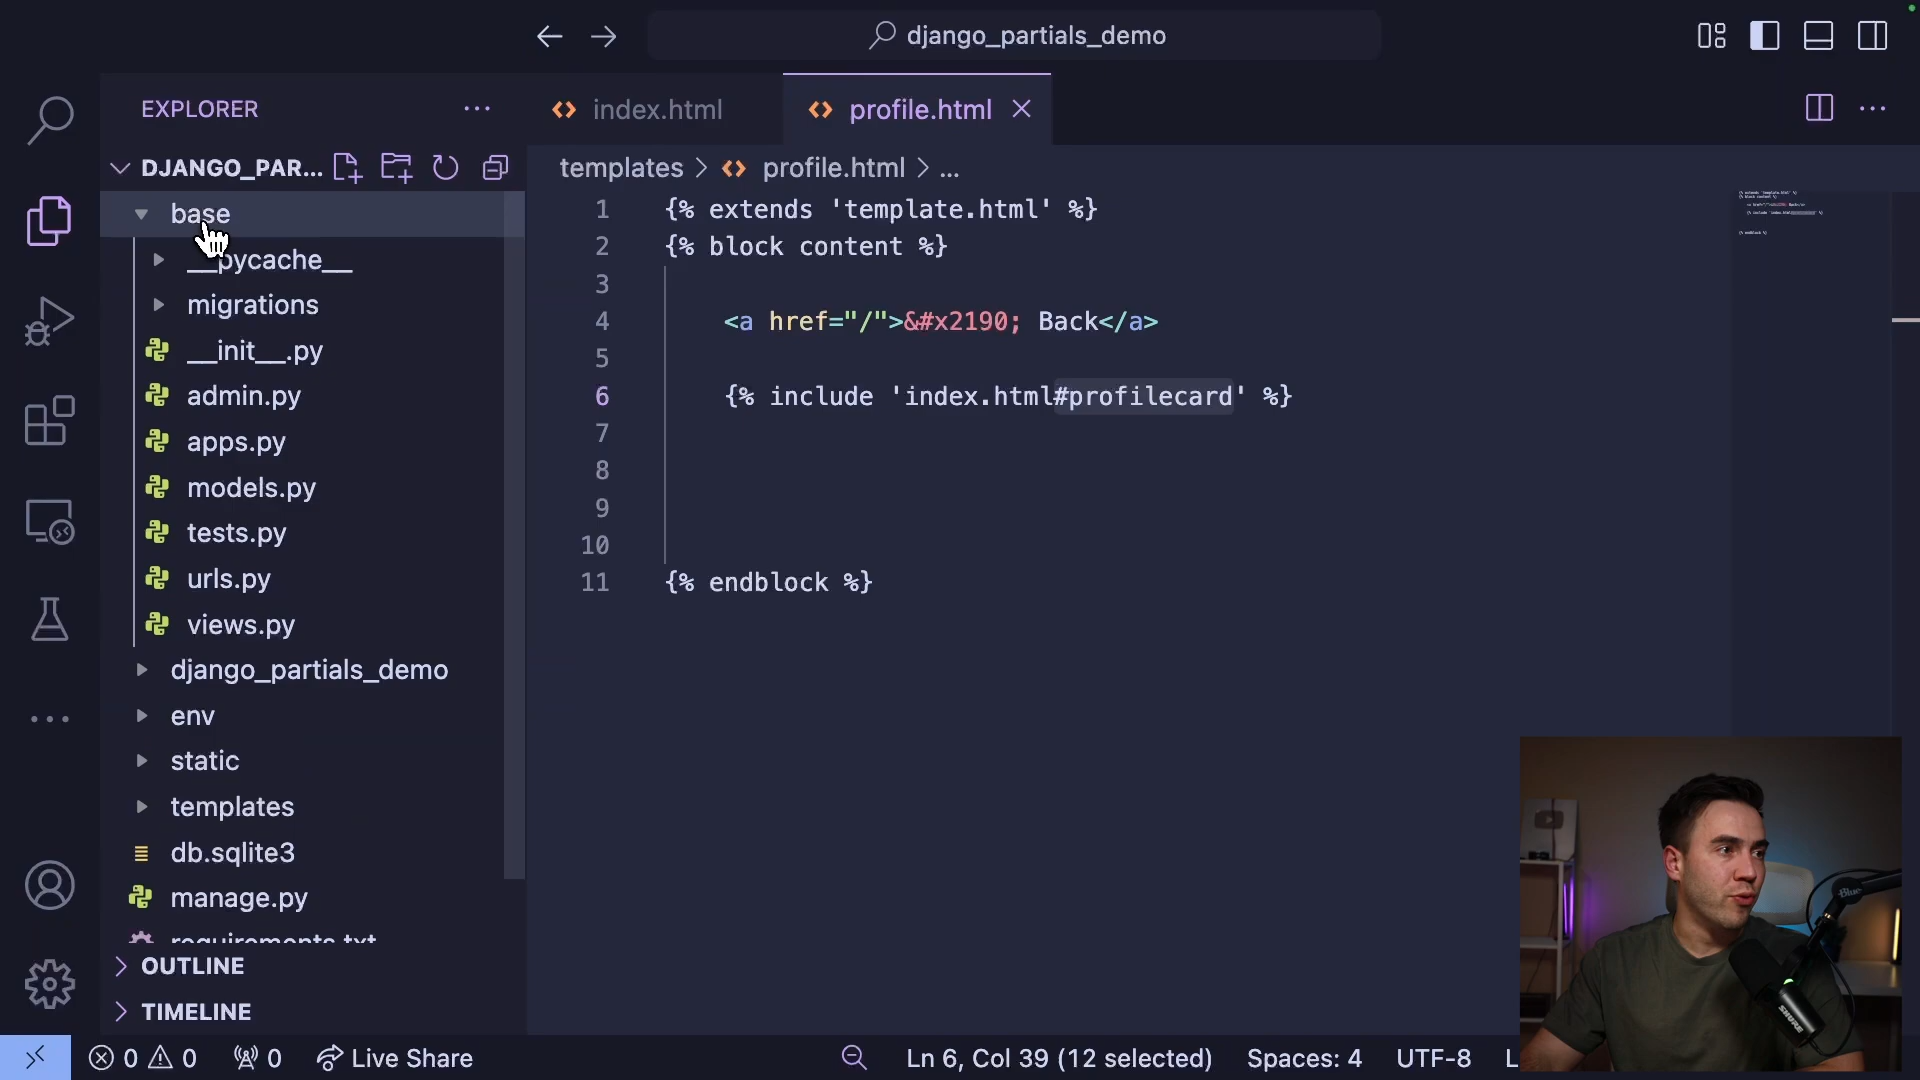 django_partials_demo
EXPLORER
index.html
profile.html
DJANGO_PAR...
templates > profile.html > ...
base
__pycache__
migrations
__init__.py
admin.py
apps.py
models.py
tests.py
urls.py
views.py
django_partials_demo
env
static
templates
db.sqlite3
manage.py
requirements.txt
OUTLINE
TIMELINE
1 {% extends 'template.html' %}
2 {% block content %}
3
4 <a href="/">&#x2190; Back</a>
5
6 {% include 'index.html#profilecard' %}
7
8
9
10
11 {% endblock %}
0 0 0 Live Share
Ln 6, Col 39 (12 selected) Spaces: 4 UTF-8 L
Blue
SHURE